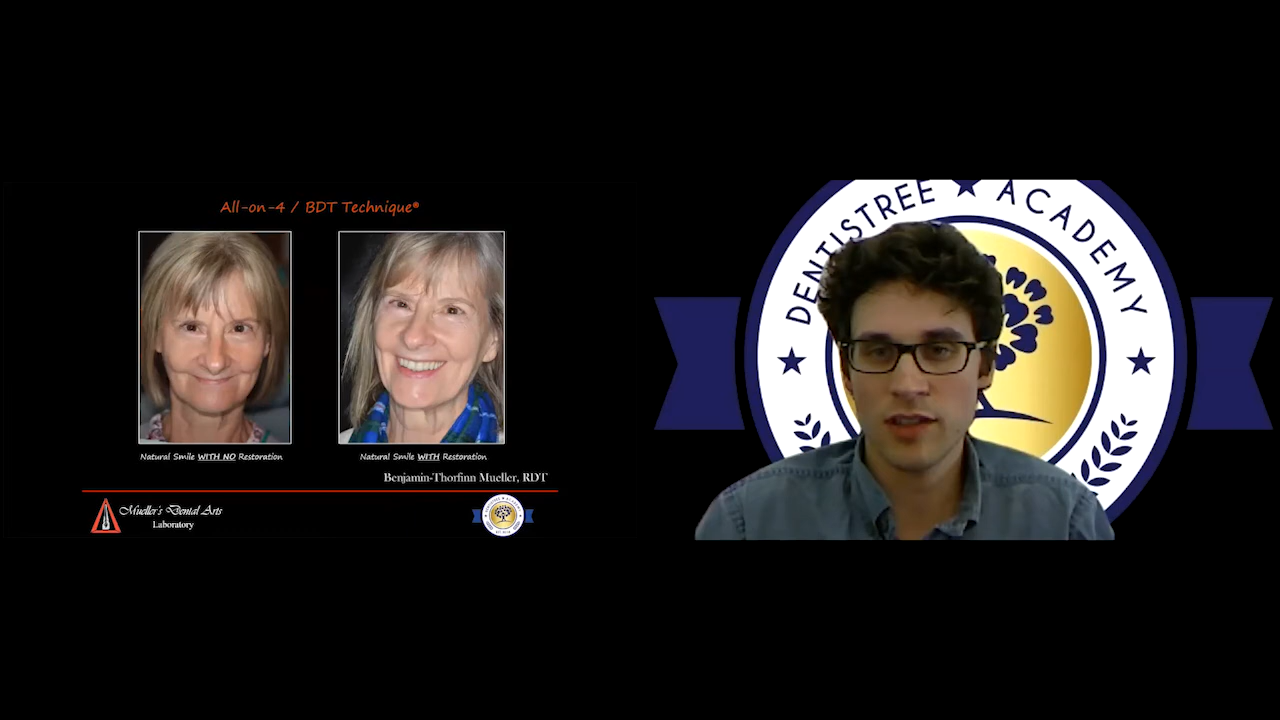 All-on-4 / BDT Technique®
Natural Smile WITH NO Restoration
Natural Smile WITH Restoration
Benjamin-Thorfinn Mueller, RDT
Mueller's Dental Arts
Laboratory
DENTISTREE ★ ACADEMY